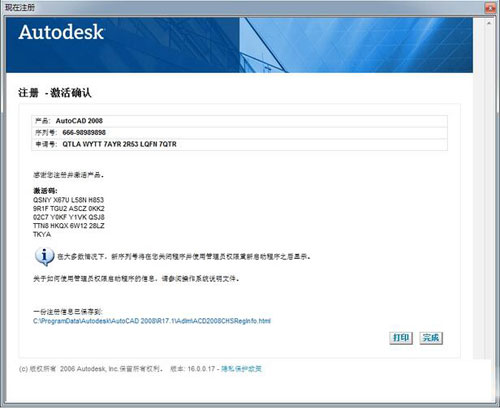 现在注册
Autodesk
注册 - 激活确认
产品: AutoCAD 2008
序列号: 666-98989898
申请号: QTLA WYTT 7AYR 2R53 LQFN 7QTR
感谢您注册并激活产品。
激活码:
QSNY X67U L58N H853
9R1F TGU2 ASCZ 0KK2
02C7 Y0KF Y1VK QSJ8
TTN8 HKQX 6W12 28LZ
TKYA
在大多数情况下，新序列号将在您关闭程序并使用管理员权限重新启动程序之后显示。
关于如何使用管理员权限启动程序的信息，请参阅操作系统说明文件。
一份注册信息已保存到:
C:\ProgramData\Autodesk\AutoCAD 2008\R17.1\Adlm\ACD2008CHSRegInfo.html
打印 完成
(c) 版权所有 2006 Autodesk, Inc.保留所有权利。 版本: 16.0.0.17 - 隐私保护政策